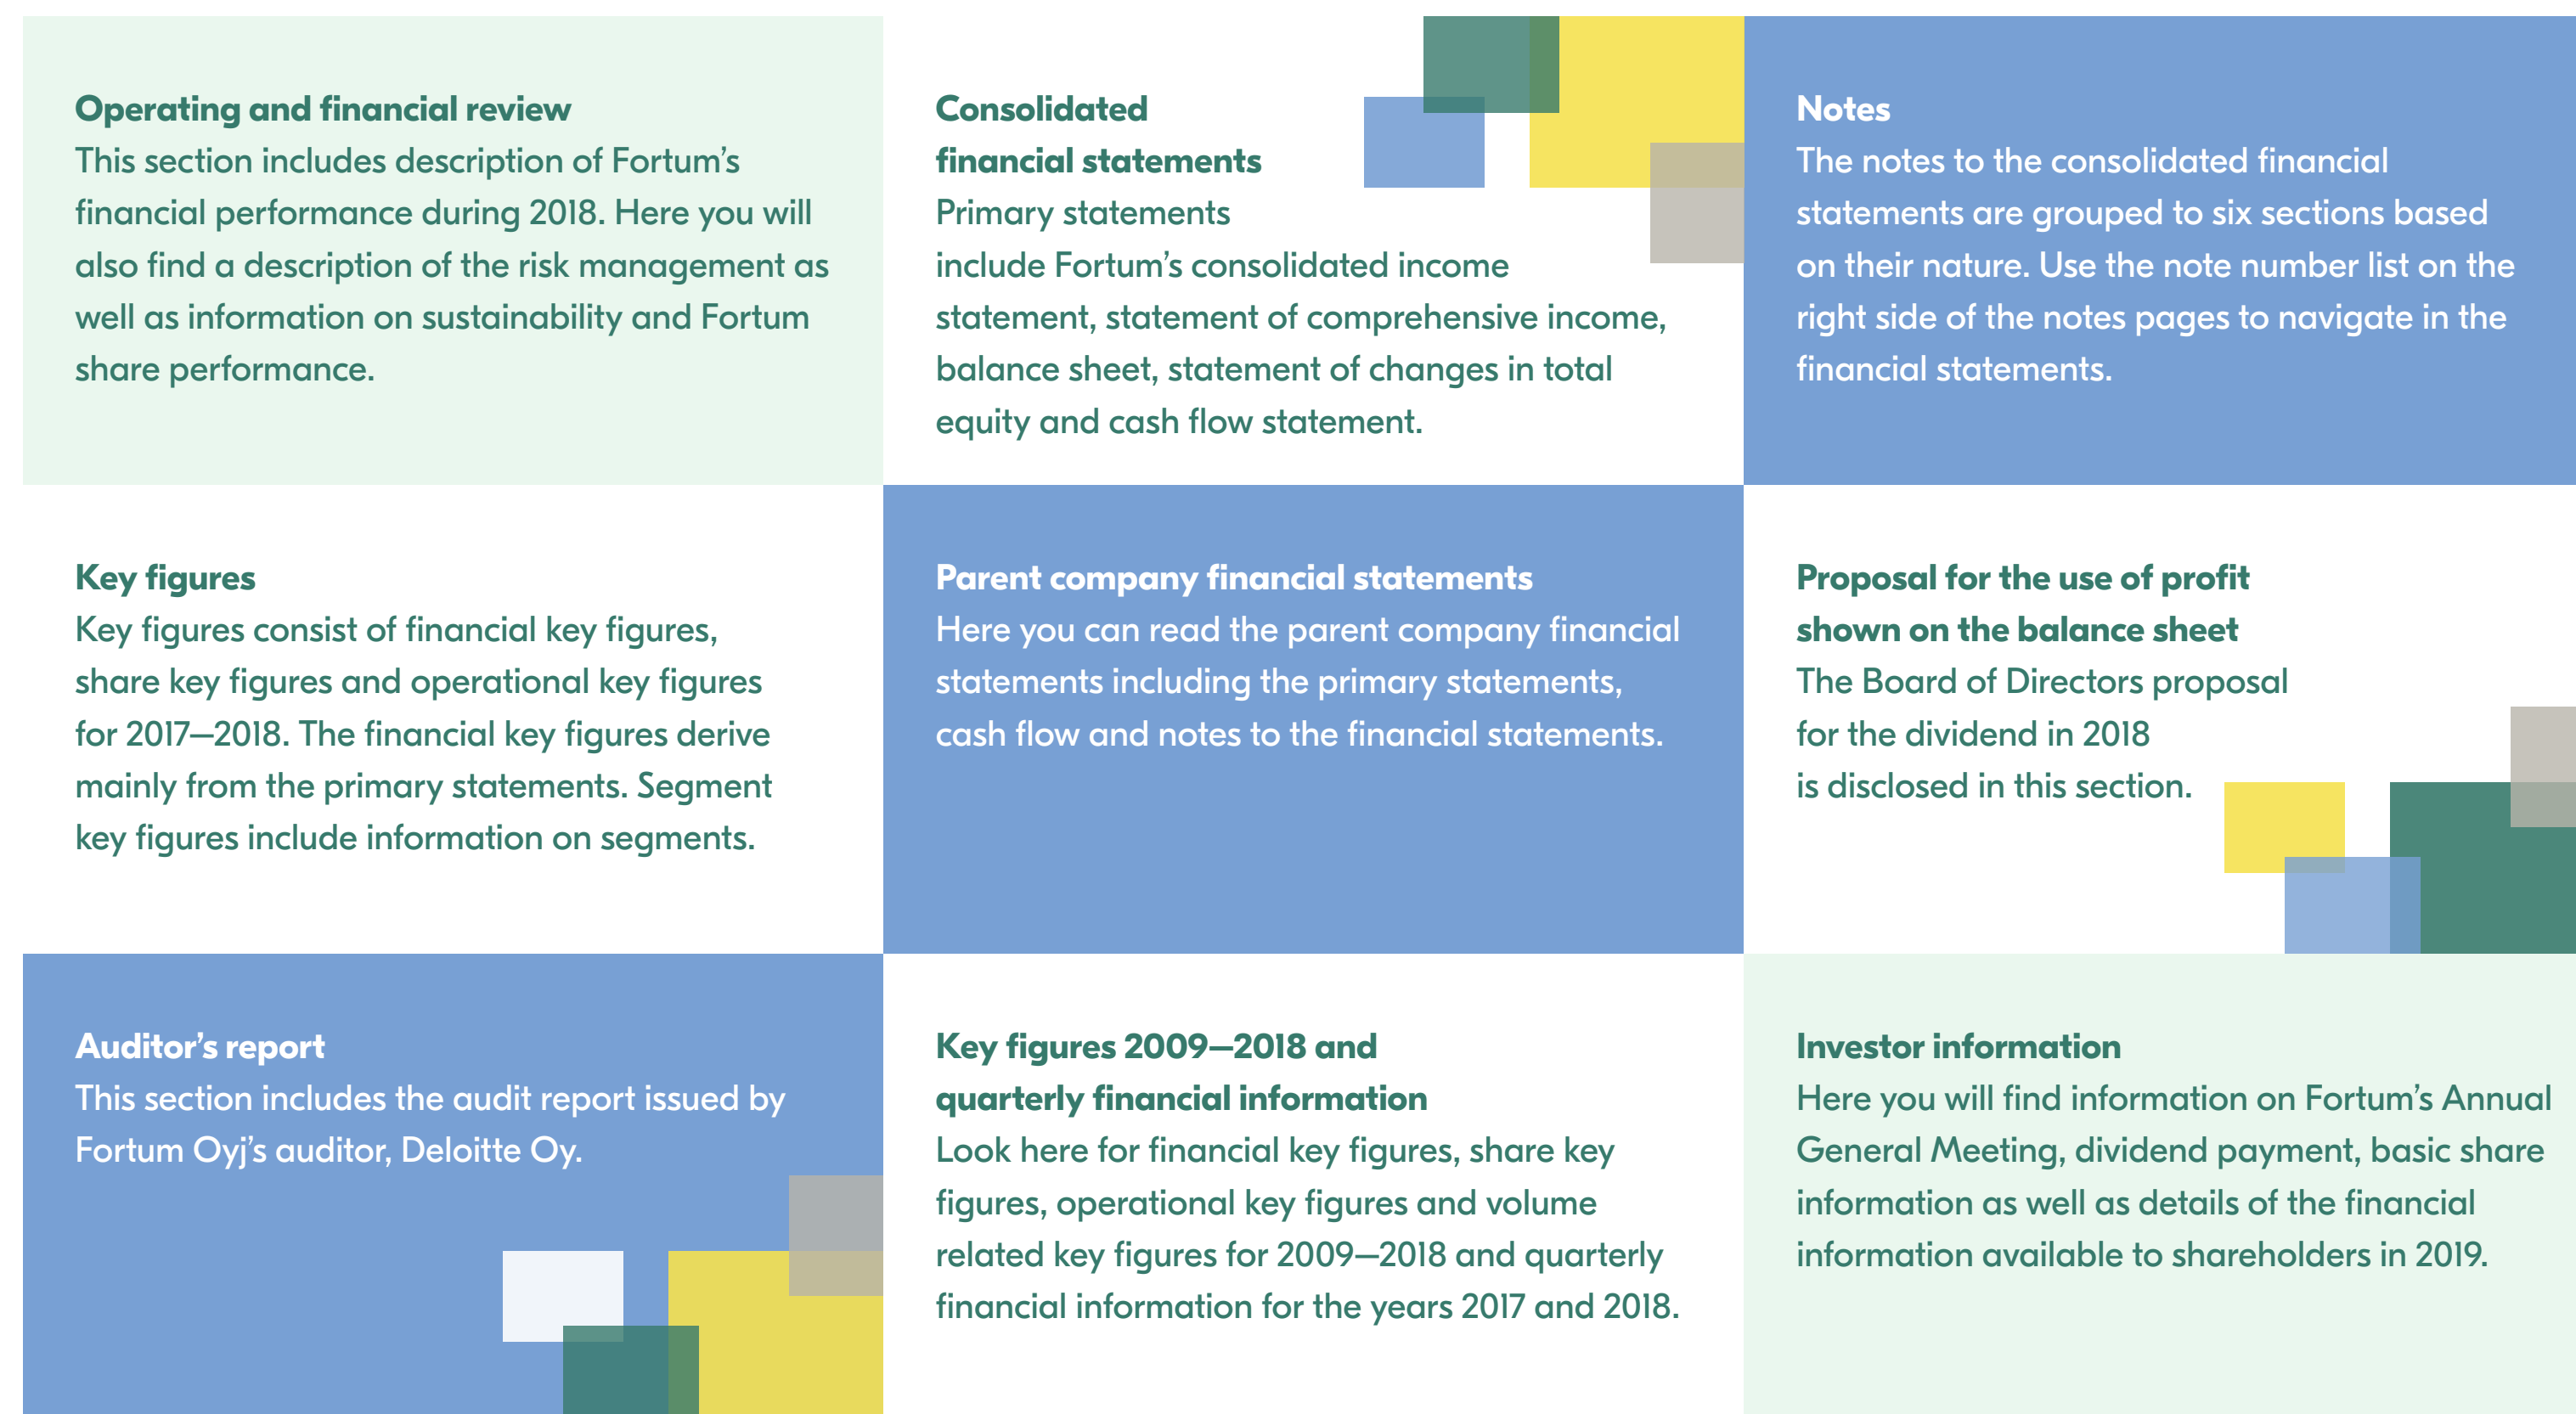 Operating and financial review
This section includes description of Fortum’s
financial performance during 2018. Here you will
also find a description of the risk management as
well as information on sustainability and Fortum
share performance.
Consolidated
financial statements
Primary statements
include Fortum’s consolidated income
statement, statement of comprehensive income,
balance sheet, statement of changes in total
equity and cash flow statement.
Notes
The notes to the consolidated financial
statements are grouped to six sections based
on their nature. Use the note number list on the
right side of the notes pages to navigate in the
financial statements.
Key figures
Key figures consist of financial key figures,
share key figures and operational key figures
for 2017–2018. The financial key figures derive
mainly from the primary statements. Segment
key figures include information on segments.
Parent company financial statements
Here you can read the parent company financial
statements including the primary statements,
cash flow and notes to the financial statements.
Proposal for the use of profit
shown on the balance sheet
The Board of Directors proposal
for the dividend in 2018
is disclosed in this section.
Auditor’s report
This section includes the audit report issued by
Fortum Oyj’s auditor, Deloitte Oy.
Key figures 2009–2018 and
quarterly financial information
Look here for financial key figures, share key
figures, operational key figures and volume
related key figures for 2009–2018 and quarterly
financial information for the years 2017 and 2018.
Investor information
Here you will find information on Fortum’s Annual
General Meeting, dividend payment, basic share
information as well as details of the financial
information available to shareholders in 2019.